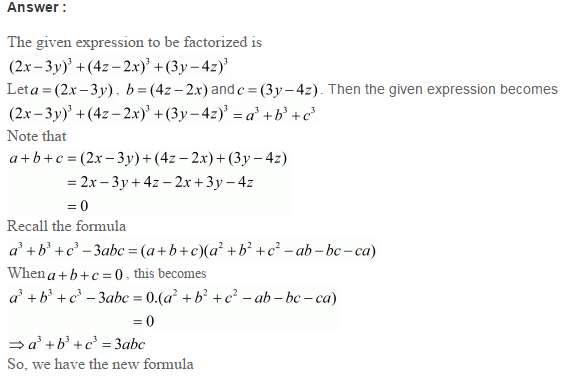 Answer :
The given expression to be factorized is
(2x – 3y)³ + (4z – 2x)³ + (3y – 4z)³
Let a = (2x – 3y), b = (4z – 2x) and c = (3y – 4z). Then the given expression becomes
(2x – 3y)³ + (4z – 2x)³ + (3y – 4z)³ = a³ + b³ + c³
Note that
a + b + c = (2x – 3y) + (4z – 2x) + (3y – 4z)
= 2x – 3y + 4z – 2x + 3y – 4z
= 0
Recall the formula
a³ + b³ + c³ – 3abc = (a + b + c)(a² + b² + c² – ab – bc – ca)
When a + b + c = 0, this becomes
a³ + b³ + c³ – 3abc = 0.(a² + b² + c² – ab – bc – ca)
= 0
⇒ a³ + b³ + c³ = 3abc
So, we have the new formula